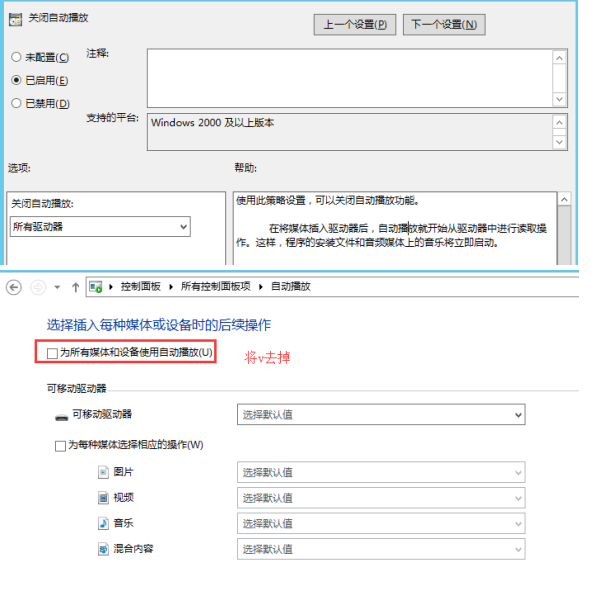 关闭自动播放
上一个设置(P) 下一个设置(N)
未配置(C) 注释:
已启用(E)
已禁用(D)
支持的平台: Windows 2000 及以上版本
选项: 帮助:
关闭自动播放: 使用此策略设置，可以关闭自动播放功能。
所有驱动器 在将媒体插入驱动器后，自动播放就开始从驱动器中进行读取操
作。这样，程序的安装文件和音频媒体上的音乐将立即启动。
控制面板 所有控制面板项 自动播放
选择插入每种媒体或设备时的后续操作
为所有媒体和设备使用自动播放(U) 将v去掉
可移动驱动器
可移动驱动器 选择默认值
为每种媒体选择相应的操作(W)
图片 选择默认值
视频 选择默认值
音乐 选择默认值
混合内容 选择默认值